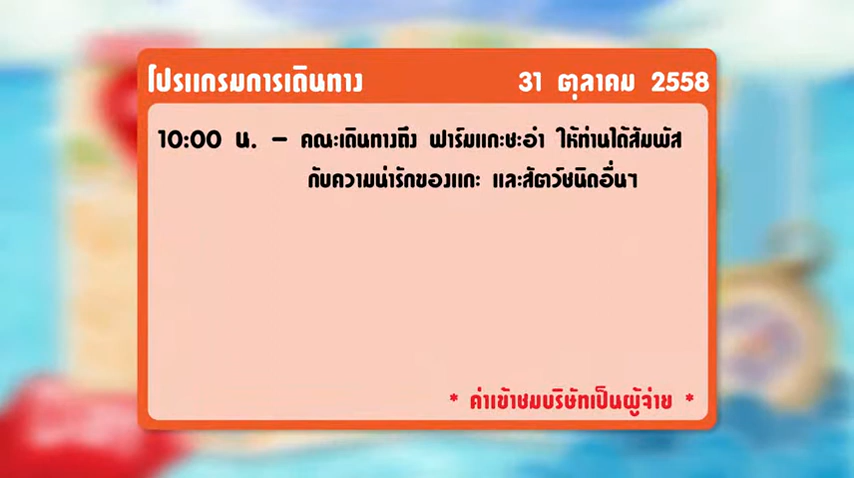 โปรแกรมการเดินทาง 31 ตุลาคม 2558
10:00 น. - คณะเดินทางถึง ฟาร์มแกะชะอำ ให้ท่านได้สัมพัส
กับความน่ารักของแกะ และสัตว์ชนิดอื่นๆ
* ค่าเข้าชมบริษัทเป็นผู้จ่าย *